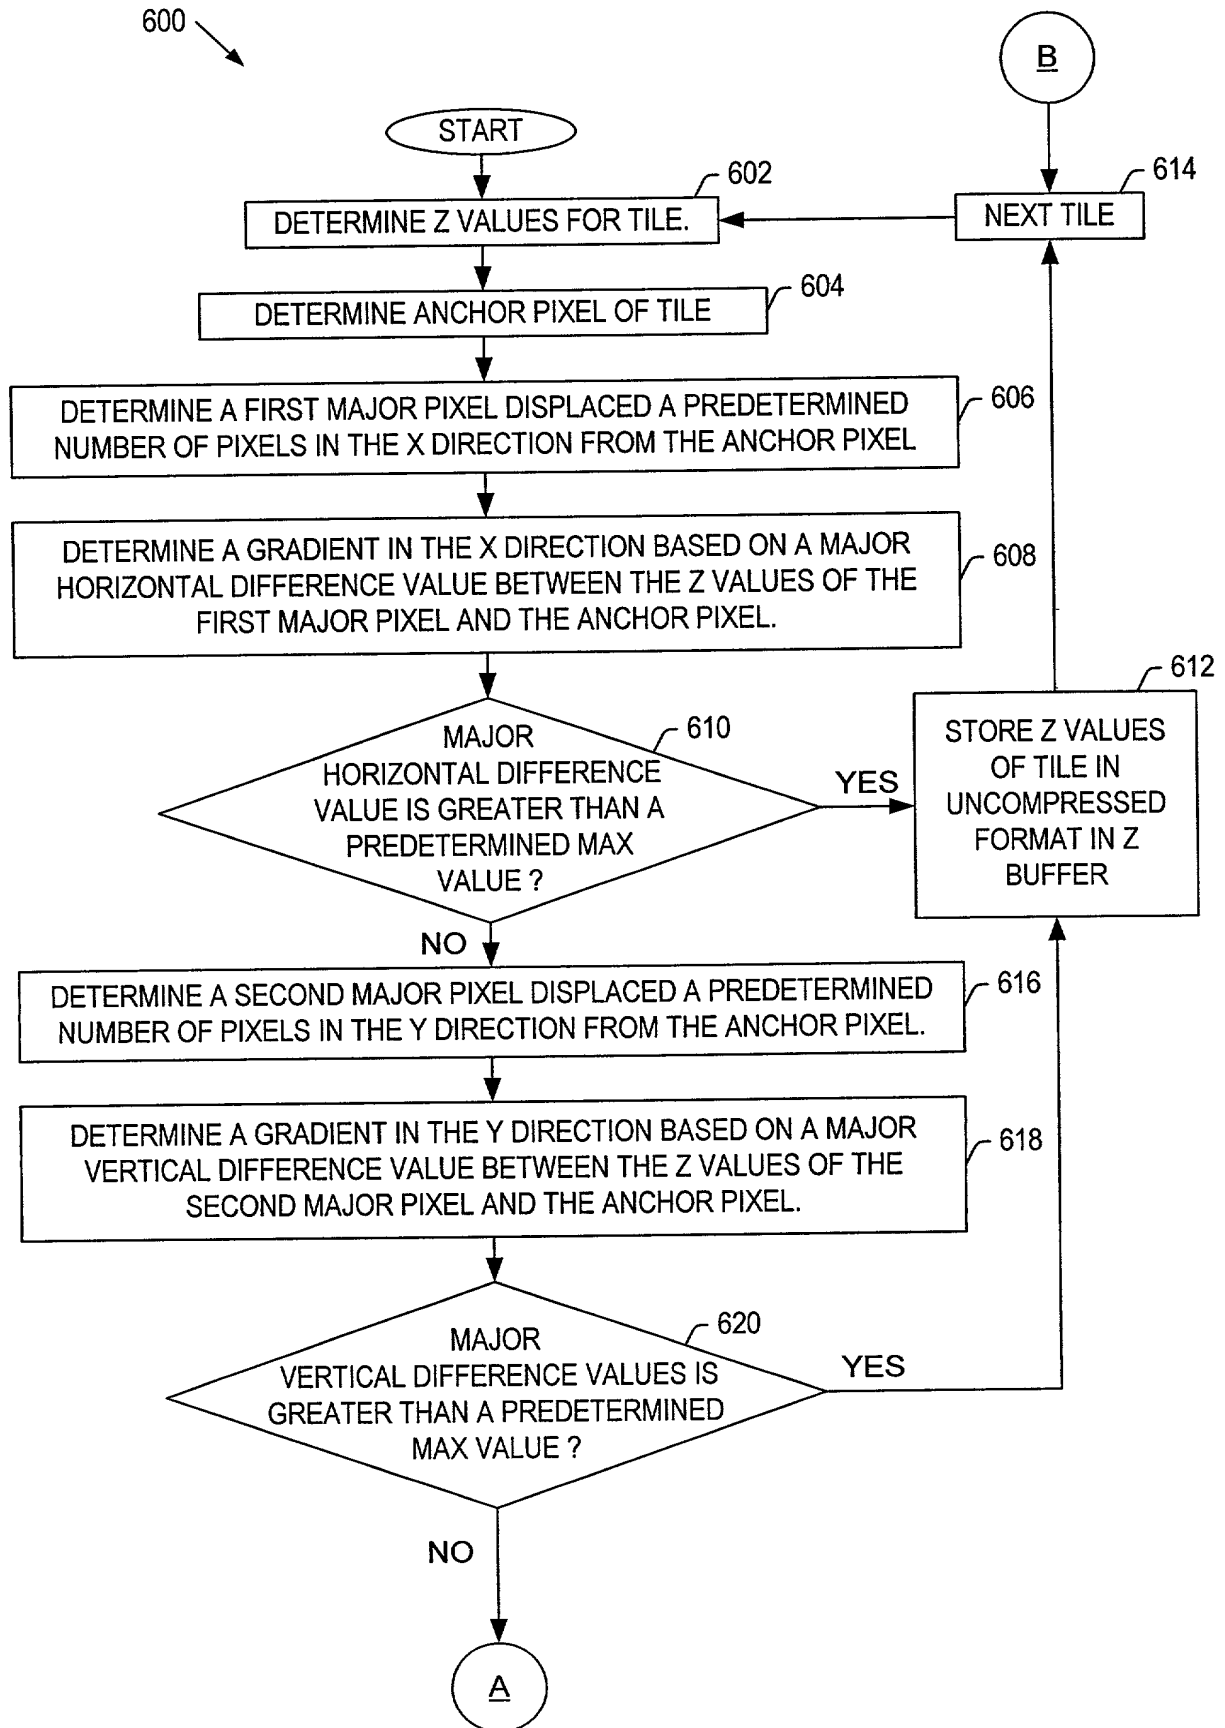 600
B
START
602
614
DETERMINE Z VALUES FOR TILE.
NEXT TILE
604
DETERMINE ANCHOR PIXEL OF TILE
606
DETERMINE A FIRST MAJOR PIXEL DISPLACED A PREDETERMINED
NUMBER OF PIXELS IN THE X DIRECTION FROM THE ANCHOR PIXEL
608
DETERMINE A GRADIENT IN THE X DIRECTION BASED ON A MAJOR
HORIZONTAL DIFFERENCE VALUE BETWEEN THE Z VALUES OF THE
FIRST MAJOR PIXEL AND THE ANCHOR PIXEL.
610
MAJOR
HORIZONTAL DIFFERENCE
VALUE IS GREATER THAN A
PREDETERMINED MAX
VALUE ?
YES
612
STORE Z VALUES
OF TILE IN
UNCOMPRESSED
FORMAT IN Z
BUFFER
NO
616
DETERMINE A SECOND MAJOR PIXEL DISPLACED A PREDETERMINED
NUMBER OF PIXELS IN THE Y DIRECTION FROM THE ANCHOR PIXEL.
618
DETERMINE A GRADIENT IN THE Y DIRECTION BASED ON A MAJOR
VERTICAL DIFFERENCE VALUE BETWEEN THE Z VALUES OF THE
SECOND MAJOR PIXEL AND THE ANCHOR PIXEL.
620
MAJOR
VERTICAL DIFFERENCE VALUES IS
GREATER THAN A PREDETERMINED
MAX VALUE ?
YES
NO
A